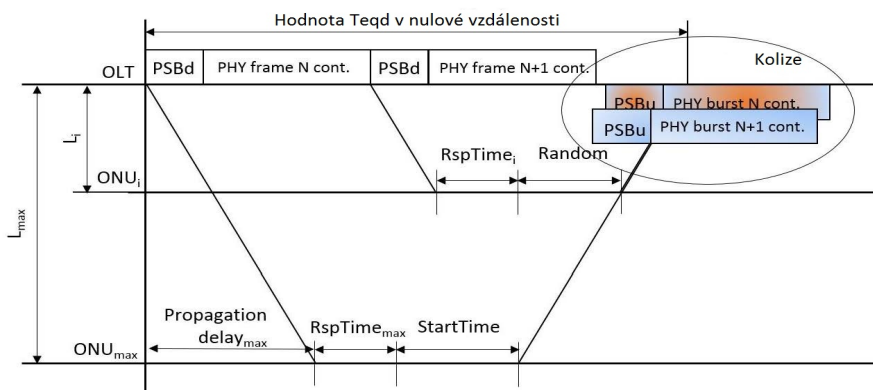 Hodnota Teqd v nulové vzdálenosti
Kolize
OLT
PSBd
PHY frame N cont.
PSBd
PHY frame N+1 cont.
PSBu
PHY burst N cont.
PSBu
PHY burst N+1 cont.
Li
RspTimei
Random
ONUi
Lmax
Propagation
delaymax
RspTimemax
StartTime
ONUmax